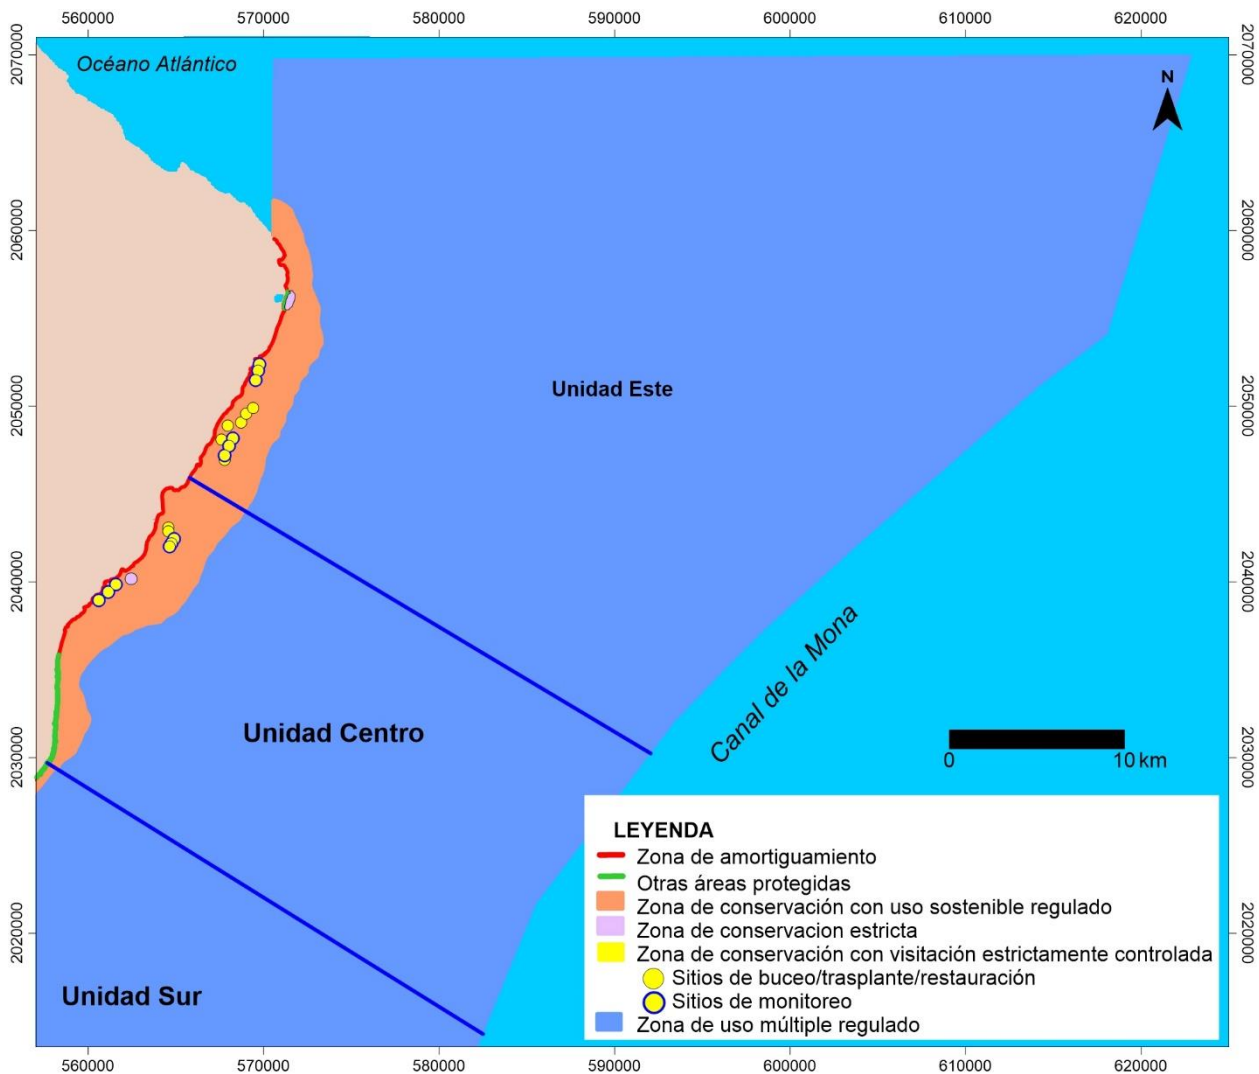 560000 570000 580000 590000 600000 610000 620000
2070000 2070000
Océano Atlántico
N
2060000 2060000
Unidad Este
2050000 2050000
2040000 2040000
Canal de la Mona
Unidad Centro
2030000 2030000
0 10 km
LEYENDA
Zona de amortiguamiento
Otras áreas protegidas
Zona de conservación con uso sostenible regulado
Zona de conservacion estricta
Zona de conservación con visitación estrictamente controlada
Sitios de buceo/trasplante/restauración
Sitios de monitoreo
Zona de uso múltiple regulado
2020000 2020000
Unidad Sur
560000 570000 580000 590000 600000 610000 620000